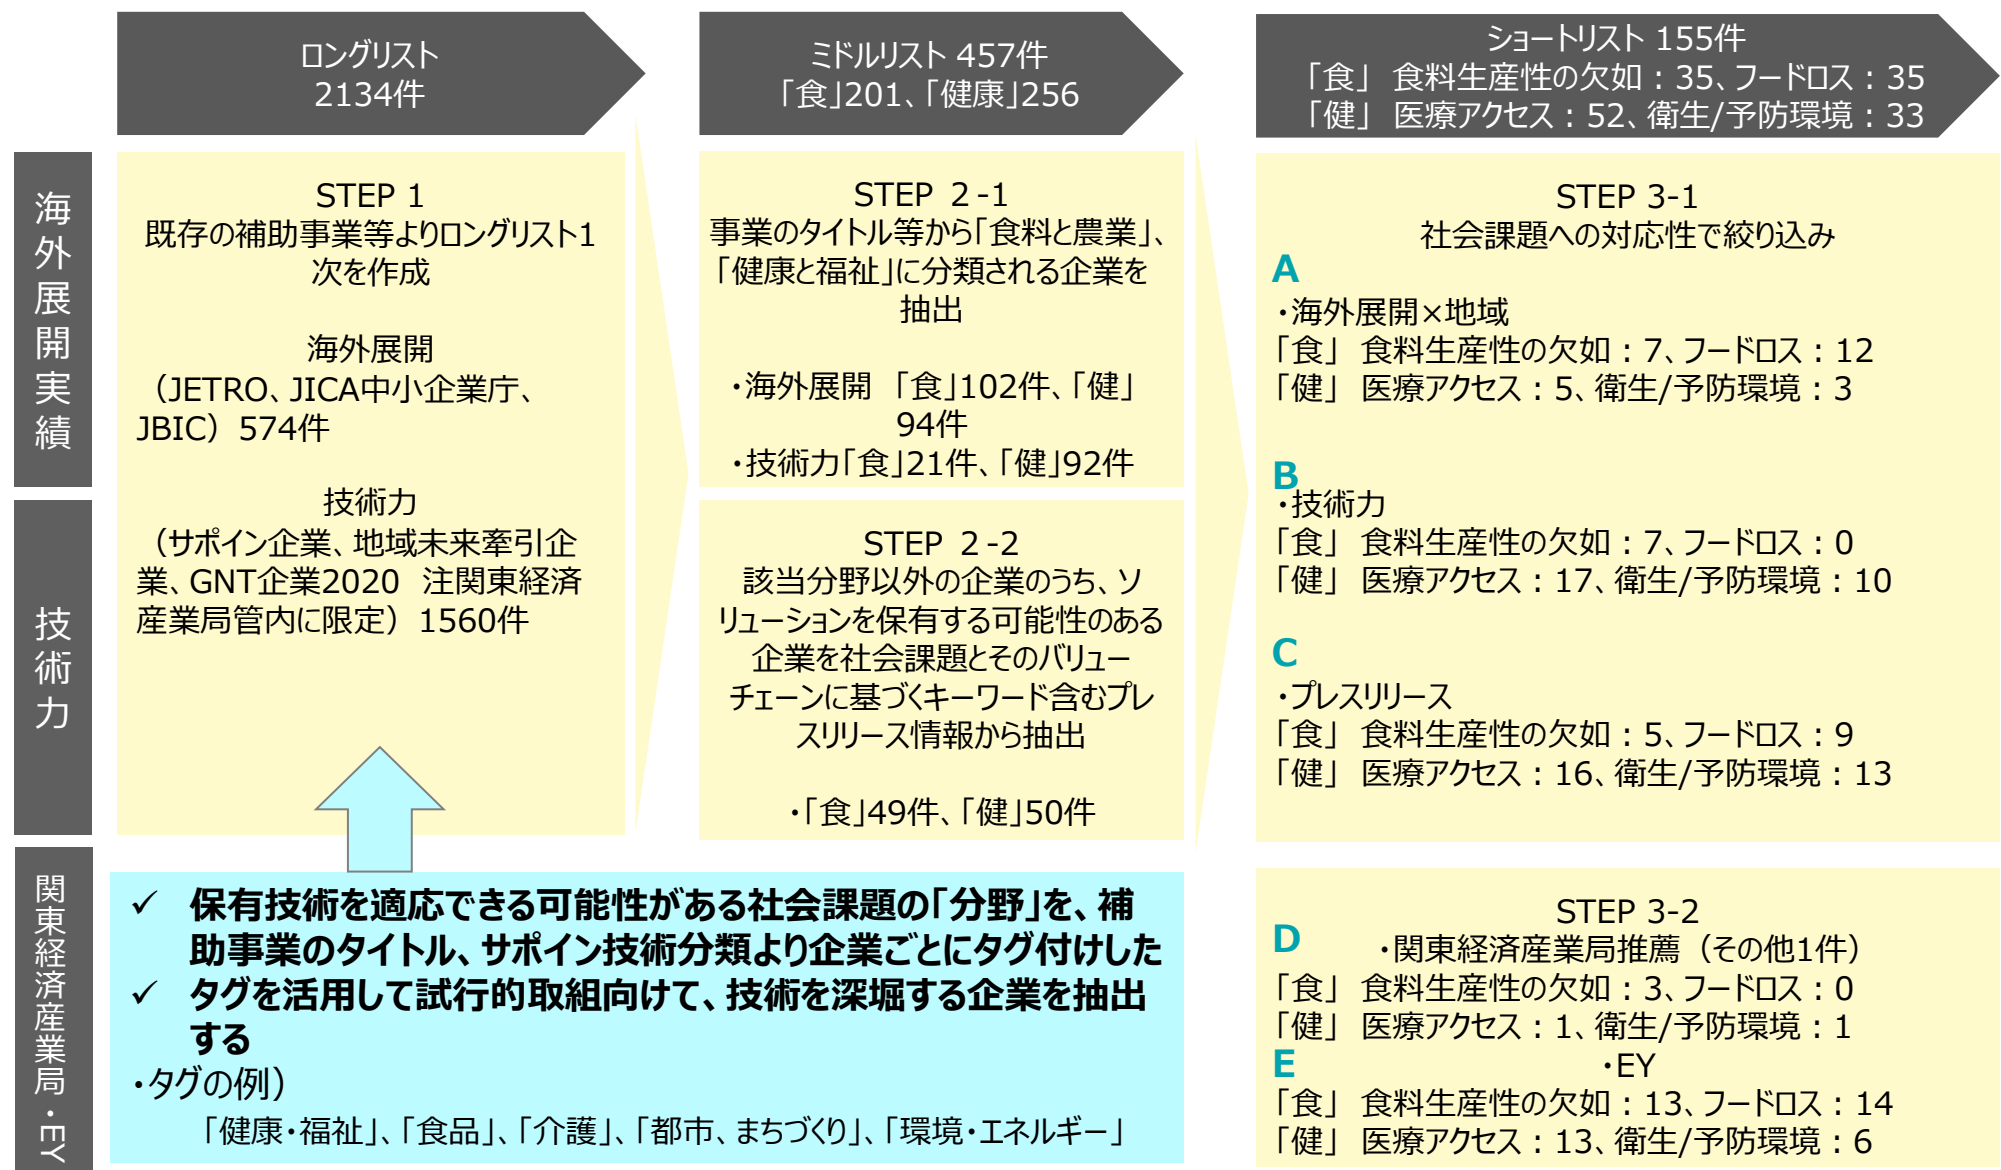 ロングリスト
2134件
ミドルリスト 457件
「食」201、「健康」256
ショートリスト 155件
「食」 食料生産性の欠如：35、フードロス：35
「健」 医療アクセス：52、衛生/予防環境：33
海外展開実績
技術力
関東経済産業局・EY
STEP 1
既存の補助事業等よりロングリスト1
次を作成
海外展開
（JETRO、JICA中小企業庁、
JBIC）574件
技術力
（サポイン企業、地域未来牽引企
業、GNT企業2020 注関東経済
産業局管内に限定）1560件
STEP ２-1
事業のタイトル等から「食料と農業」、
「健康と福祉」に分類される企業を
抽出
・海外展開 「食」102件、「健」
94件
・技術力「食」21件、「健」92件
STEP ２-2
該当分野以外の企業のうち、ソ
リューションを保有する可能性のある
企業を社会課題とそのバリュー
チェーンに基づくキーワード含むプレ
スリリース情報から抽出
・「食」49件、「健」50件
STEP 3-1
社会課題への対応性で絞り込み
A
・海外展開×地域
「食」 食料生産性の欠如：7、フードロス：12
「健」 医療アクセス：5、衛生/予防環境：3
B
・技術力
「食」 食料生産性の欠如：7、フードロス：0
「健」 医療アクセス：17、衛生/予防環境：10
C
・プレスリリース
「食」 食料生産性の欠如：5、フードロス：9
「健」 医療アクセス：16、衛生/予防環境：13
✓ 保有技術を適応できる可能性がある社会課題の「分野」を、補
助事業のタイトル、サポイン技術分類より企業ごとにタグ付けした
✓ タグを活用して試行的取組向けて、技術を深堀する企業を抽出
する
・タグの例）
「健康・福祉」、「食品」、「介護」、「都市、まちづくり」、「環境・エネルギー」
STEP 3-2
D ・関東経済産業局推薦（その他1件）
「食」 食料生産性の欠如：3、フードロス：0
「健」 医療アクセス：1、衛生/予防環境：1
E ・EY
「食」 食料生産性の欠如：13、フードロス：14
「健」 医療アクセス：13、衛生/予防環境：6